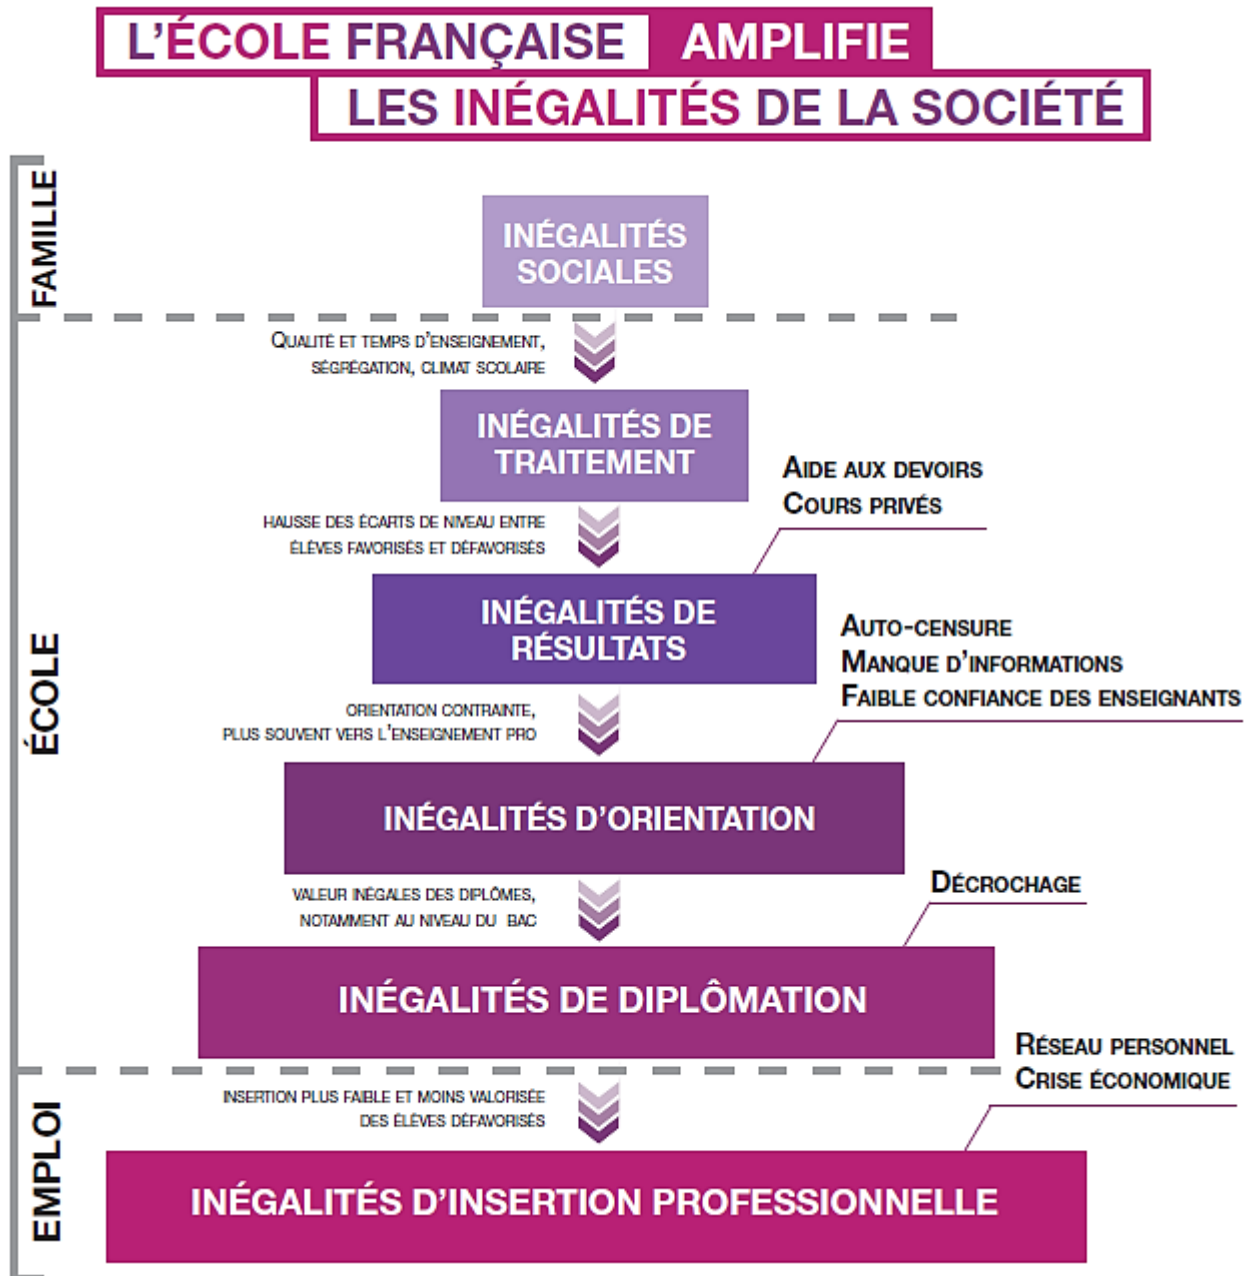 L'ÉCOLE FRANÇAISE AMPLIFIE
LES INÉGALITÉS DE LA SOCIÉTÉ
FAMILLE
INÉGALITÉS
SOCIALES
ÉCOLE
QUALITÉ ET TEMPS D'ENSEIGNEMENT,
SÉGRÉGATION, CLIMAT SCOLAIRE
INÉGALITÉS DE
TRAITEMENT
AIDE AUX DEVOIRS
COURS PRIVÉS
HAUSSE DES ÉCARTS DE NIVEAU ENTRE
ÉLÈVES FAVORISÉS ET DÉFAVORISÉS
INÉGALITÉS DE
RÉSULTATS
AUTO-CENSURE
MANQUE D'INFORMATIONS
FAIBLE CONFIANCE DES ENSEIGNANTS
ORIENTATION CONTRAINTE,
PLUS SOUVENT VERS L'ENSEIGNEMENT PRO
INÉGALITÉS D'ORIENTATION
DÉCROCHAGE
VALEUR INÉGALES DES DIPLÔMES,
NOTAMMENT AU NIVEAU DU BAC
INÉGALITÉS DE DIPLÔMATION
RÉSEAU PERSONNEL
CRISE ÉCONOMIQUE
EMPLOI
INSERTION PLUS FAIBLE ET MOINS VALORISÉE
DES ÉLÈVES DÉFAVORISÉS
INÉGALITÉS D'INSERTION PROFESSIONNELLE